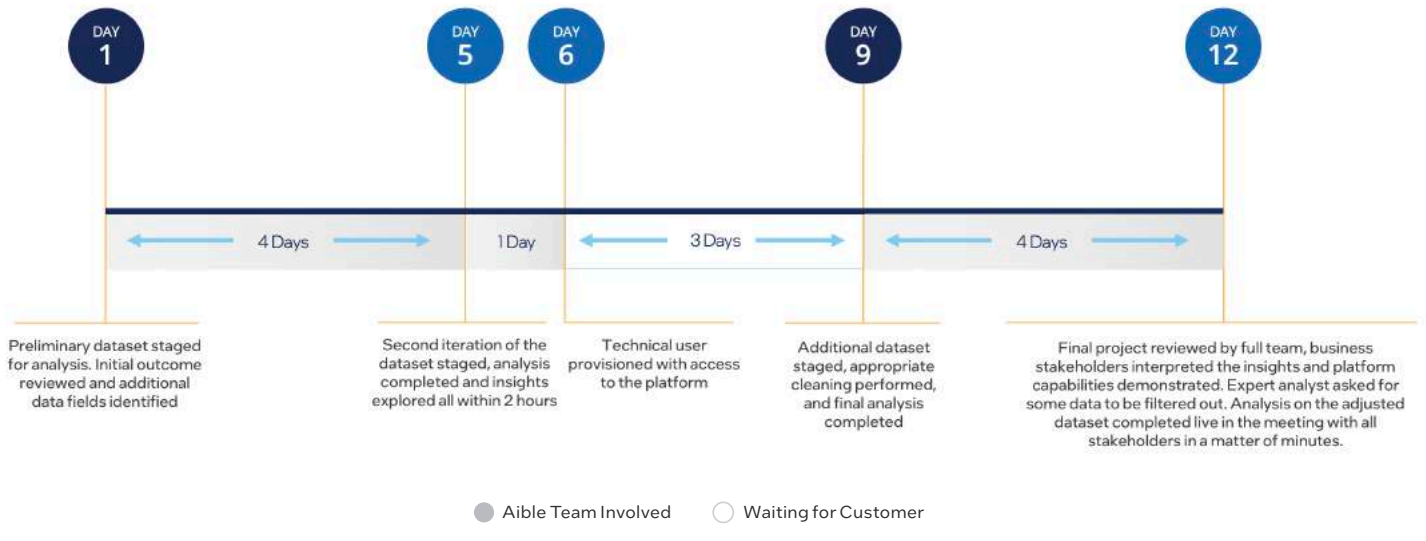 DAY
1
DAY
5
DAY
6
DAY
9
DAY
12
4 Days
1 Day
3 Days
4 Days
Preliminary dataset staged
for analysis. Initial outcome
reviewed and additional
data fields identified
Second iteration of the
dataset staged, analysis
completed and insights
explored all within 2 hours
Technical user
provisioned with access
to the platform
Additional dataset
staged, appropriate
cleaning performed,
and final analysis
completed
Final project reviewed by full team, business
stakeholders interpreted the insights and platform
capabilities demonstrated. Expert analyst asked for
some data to be filtered out. Analysis on the adjusted
dataset completed live in the meeting with all
stakeholders in a matter of minutes.
Aible Team Involved
Waiting for Customer